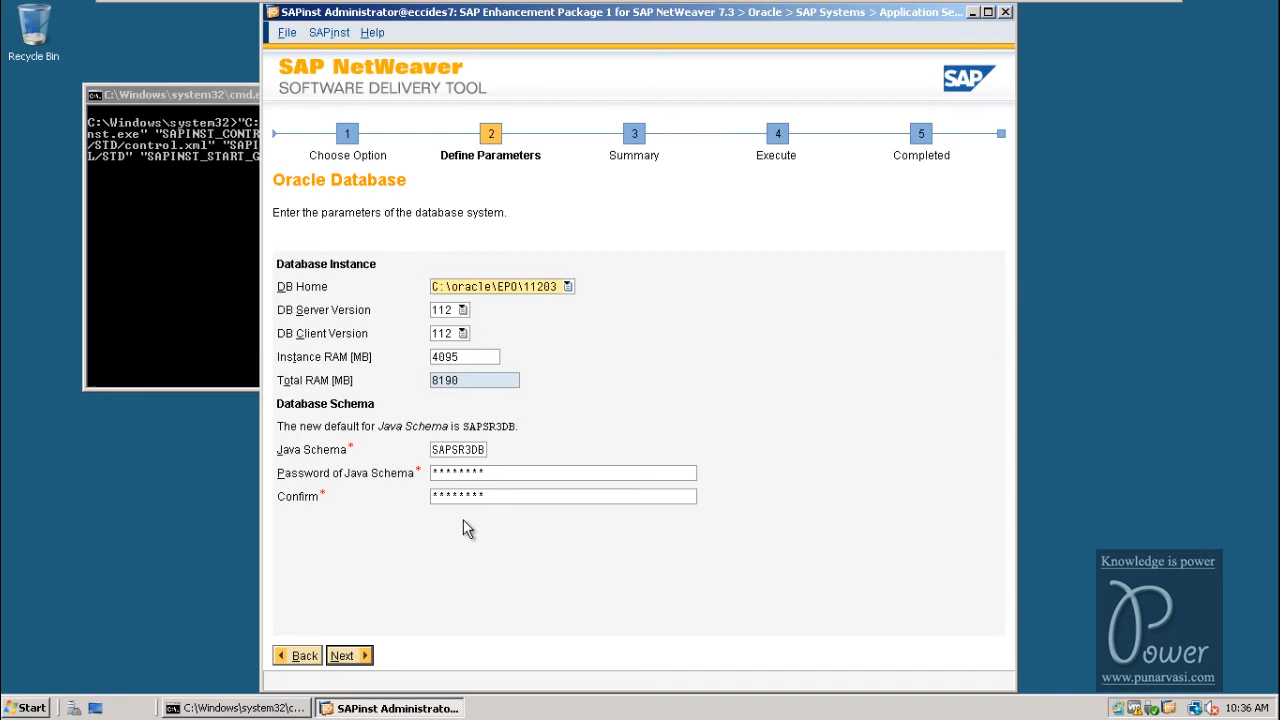 Recycle Bin
C:\Windows\system32\cmd.e
C:\Windows\system32>"C:
nst.exe" "SAPINST_CONTR
/STD/control.xml" "SAPI
L/STD" "SAPINST_START_G
SAPinst Administrator@eccides7: SAP Enhancement Package 1 for SAP NetWeaver 7.3 > Oracle > SAP Systems > Application Se...
File SAPinst Help
SAP NetWeaver
SOFTWARE DELIVERY TOOL
SAP
1 2 3 4 5
Choose Option Define Parameters Summary Execute Completed
Oracle Database
Enter the parameters of the database system.
Database Instance
DB Home C:\oracle\EPO\11203
DB Server Version 112
DB Client Version 112
Instance RAM [MB] 4095
Total RAM [MB] 8190
Database Schema
The new default for Java Schema is SAPSR3DB.
Java Schema* SAPSR3DB
Password of Java Schema* ********
Confirm* ********
Back Next
Knowledge is power
Power
www.punarvasi.com
Start C:\Windows\system32\c... SAPinst Administrato... 10:36 AM